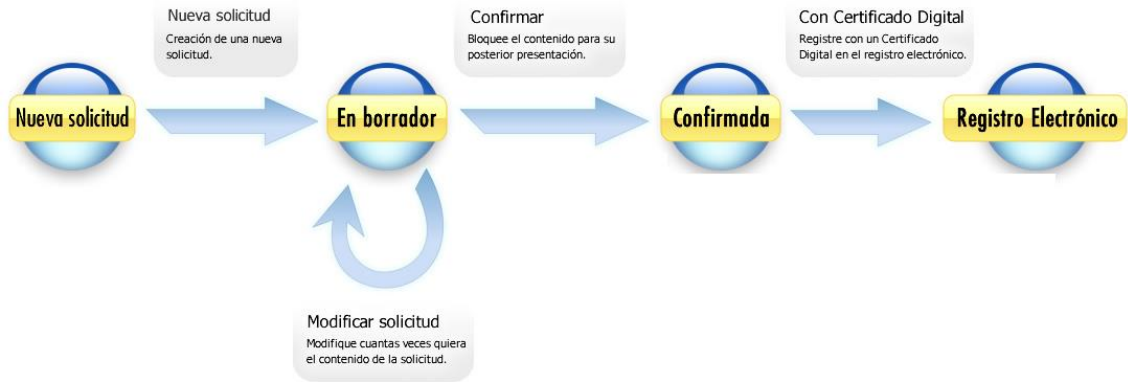 Nueva solicitud
Creación de una nueva
solicitud.
Confirmar
Bloquee el contenido para su
posterior presentación.
Con Certificado Digital
Registre con un Certificado
Digital en el registro electrónico.
Nueva solicitud
En borrador
Confirmada
Registro Electrónico
Modificar solicitud
Modifique cuantas veces quiera
el contenido de la solicitud.